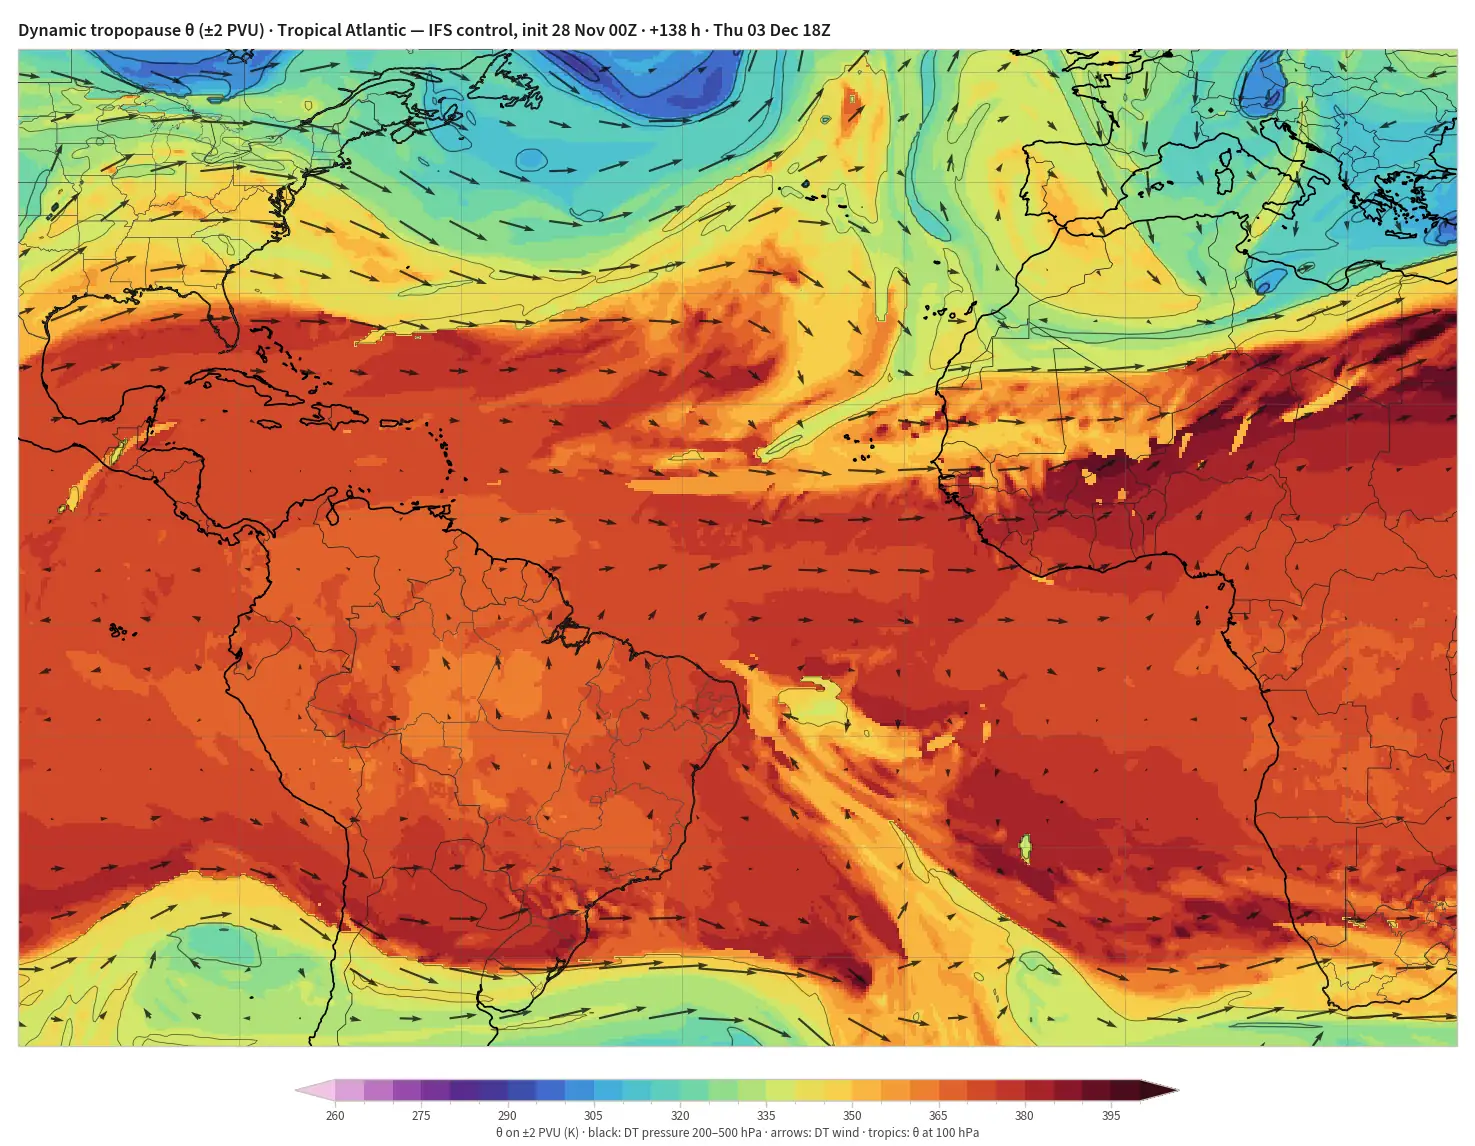 Dynamic tropopause θ (±2 PVU) · Tropical Atlantic — IFS control, init 28 Nov 00Z · +138 h · Thu 03 Dec 18Z
260 275 290 305 320 335 350 365 380 395
θ on ±2 PVU (K) · black: DT pressure 200–500 hPa · arrows: DT wind · tropics: θ at 100 hPa